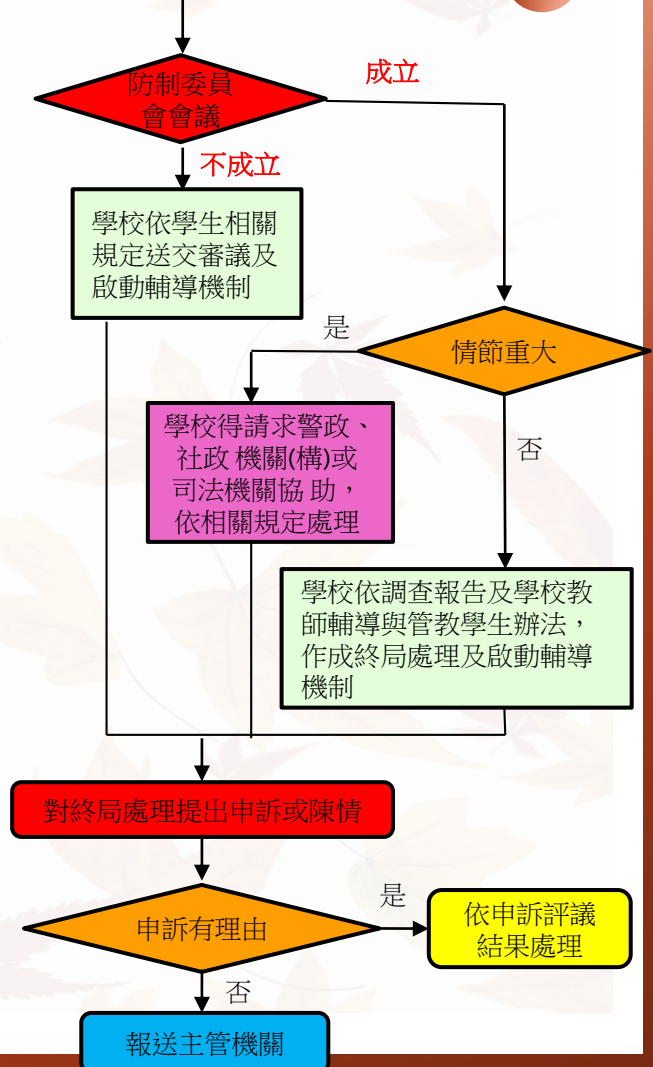 防制委員
會會議
成立
不成立
學校依學生相關
規定送交審議及
啟動輔導機制
情節重大
是
否
學校得請求警政、
社政 機關(構)或
司法機關協 助，
依相關規定處理
學校依調查報告及學校教
師輔導與管教學生辦法，
作成終局處理及啟動輔導
機制
對終局處理提出申訴或陳情
申訴有理由
是
依申訴評議
結果處理
否
報送主管機關